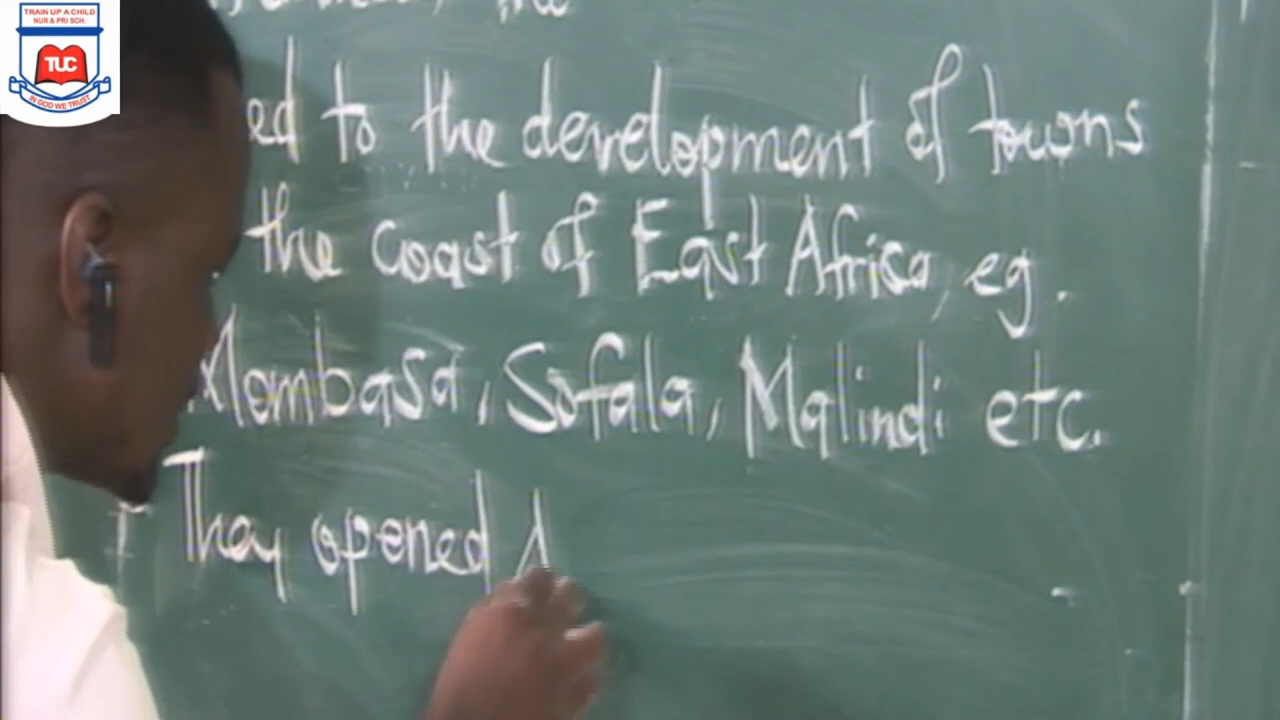 TRAIN UP A CHILD
NUR & PRI SCH.
TUC
IN GOD WE TRUST
the
ed to the development of towns
the coast of East Africa, eg.
Mombasa, Sofala, Malindi etc.
They opened A